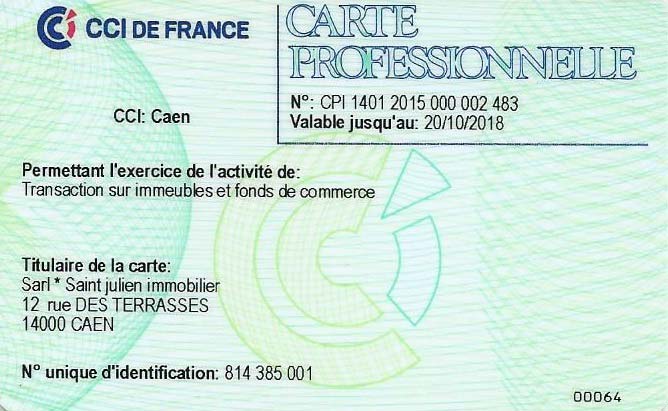 CCI DE FRANCE
CARTE
PROFESSIONNELLE
N°: CPI 1401 2015 000 002 483
Valable jusqu'au: 20/10/2018
CCI: Caen
Permettant l'exercice de l'activité de:
Transaction sur immeubles et fonds de commerce
Titulaire de la carte:
Sarl * Saint julien immobilier
12 rue DES TERRASSES
14000 CAEN
N° unique d'identification: 814 385 001
00064